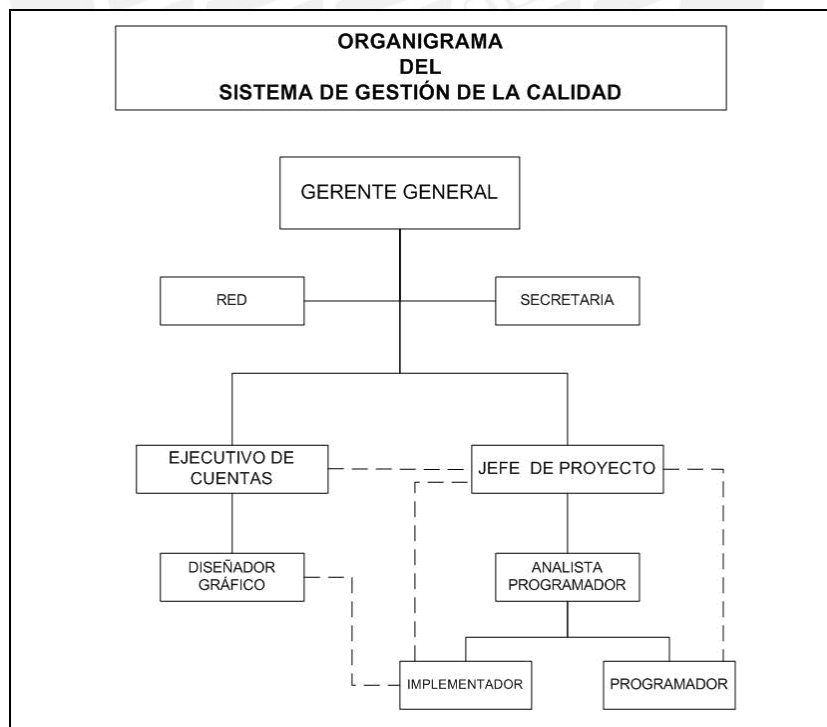 ORGANIGRAMA
DEL
SISTEMA DE GESTIÓN DE LA CALIDAD
GERENTE GENERAL
RED
SECRETARIA
EJECUTIVO DE
CUENTAS
JEFE DE PROYECTO
DISEÑADOR
GRÁFICO
ANALISTA
PROGRAMADOR
IMPLEMENTADOR
PROGRAMADOR